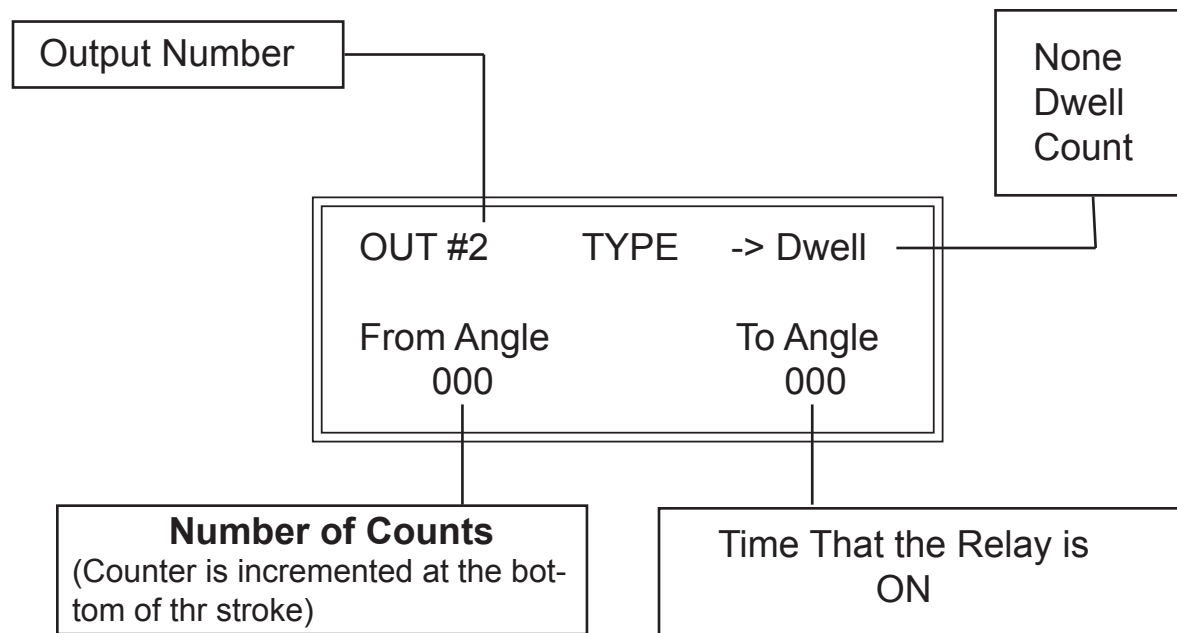 Output Number
None
Dwell
Count
OUT #2 TYPE -> Dwell
From Angle To Angle
000 000
Number of Counts
(Counter is incremented at the bot-
tom of thr stroke)
Time That the Relay is
ON